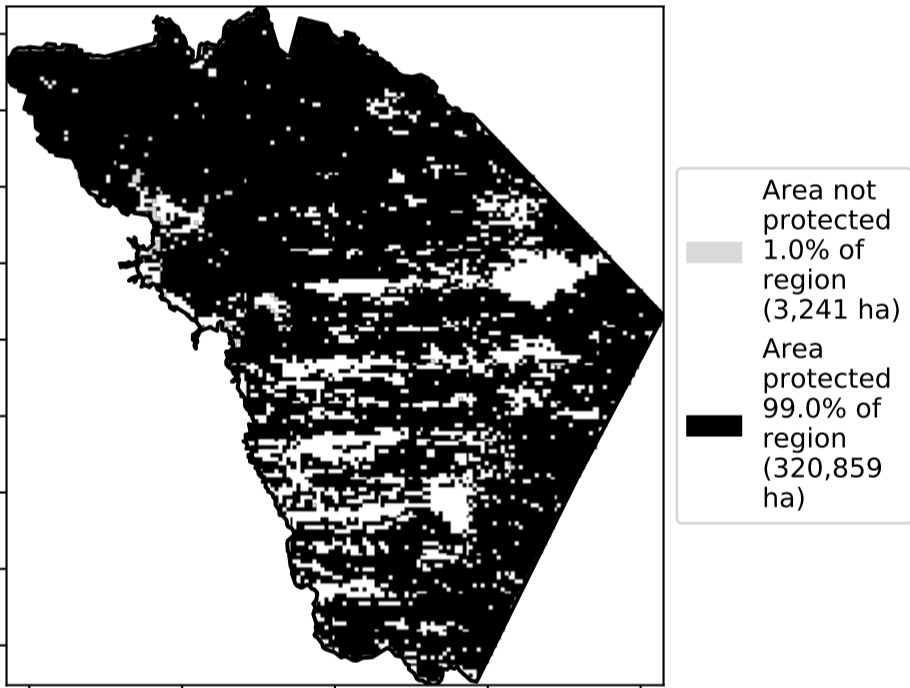 Area not
protected
1.0% of
region
(3,241 ha)
Area
protected
99.0% of
region
(320,859
ha)